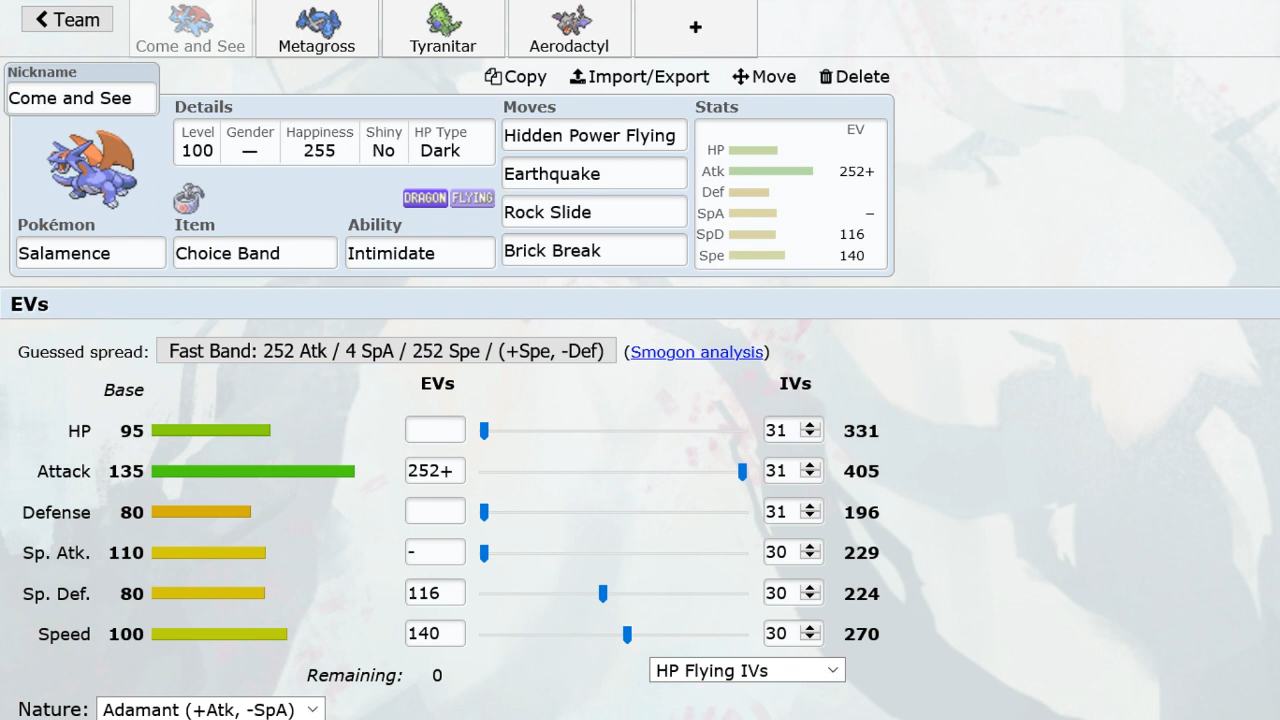 Team
Come and See
Metagross
Tyranitar
Aerodactyl
+
Nickname
Come and See
Copy
Import/Export
Move
Delete
Details
Level
100
Gender
—
Happiness
255
Shiny
No
HP Type
Dark
DRAGON
FLYING
Pokémon
Salamence
Item
Choice Band
Ability
Intimidate
Moves
Hidden Power Flying
Earthquake
Rock Slide
Brick Break
Stats
EV
HP
Atk 252+
Def
SpA –
SpD 116
Spe 140
EVs
Guessed spread: Fast Band: 252 Atk / 4 SpA / 252 Spe / (+Spe, -Def) (Smogon analysis)
Base EVs IVs
HP 95 31 331
Attack 135 252+ 31 405
Defense 80 31 196
Sp. Atk. 110 - 30 229
Sp. Def. 80 116 30 224
Speed 100 140 30 270
Remaining: 0 HP Flying IVs
Nature: Adamant (+Atk, -SpA)